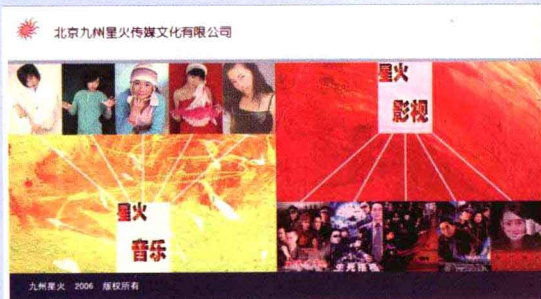 北京九州星火传媒文化有限公司
星火
影视
星火
音乐
九州星火 2006 版权所有